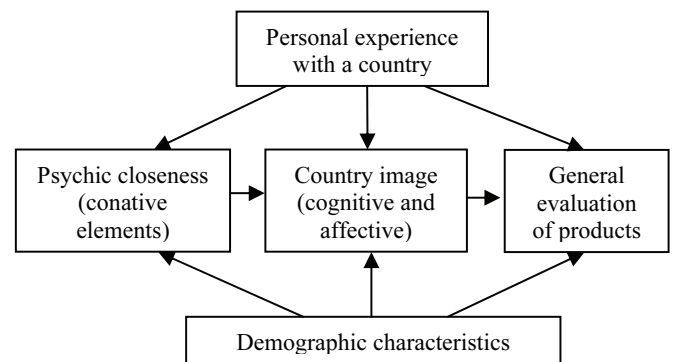 Personal experience
with a country
Psychic closeness
(conative
elements)
Country image
(cognitive and
affective)
General
evaluation
of products
Demographic characteristics